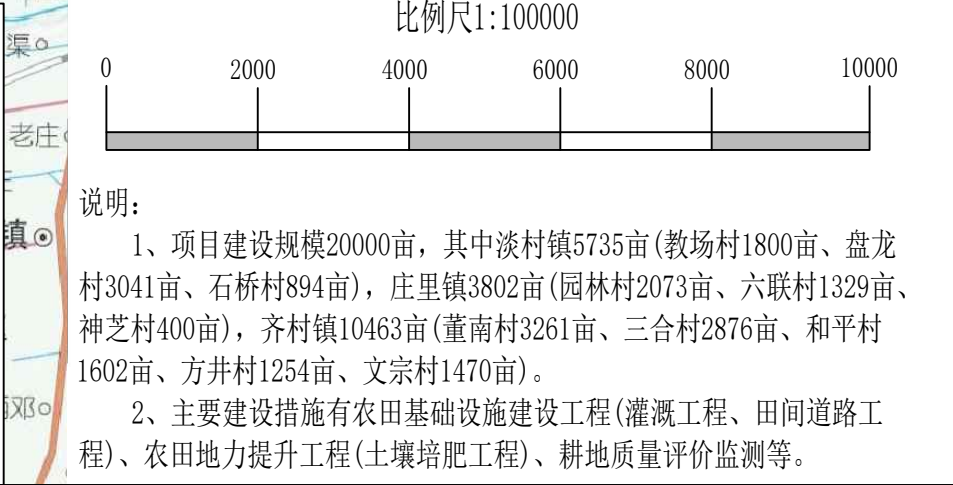 比例尺1:100000
0 2000 4000 6000 8000 10000
渠
老庄
镇
说明:
1、项目建设规模20000亩，其中淡村镇5735亩(教场村1800亩、盘龙
村3041亩、石桥村894亩)，庄里镇3802亩(园林村2073亩、六联村1329亩、
神芝村400亩)，齐村镇10463亩(董南村3261亩、三合村2876亩、和平村
1602亩、方井村1254亩、文宗村1470亩)。
邓
2、主要建设措施有农田基础设施建设工程(灌溉工程、田间道路工
程)、农田地力提升工程(土壤培肥工程)、耕地质量评价监测等。